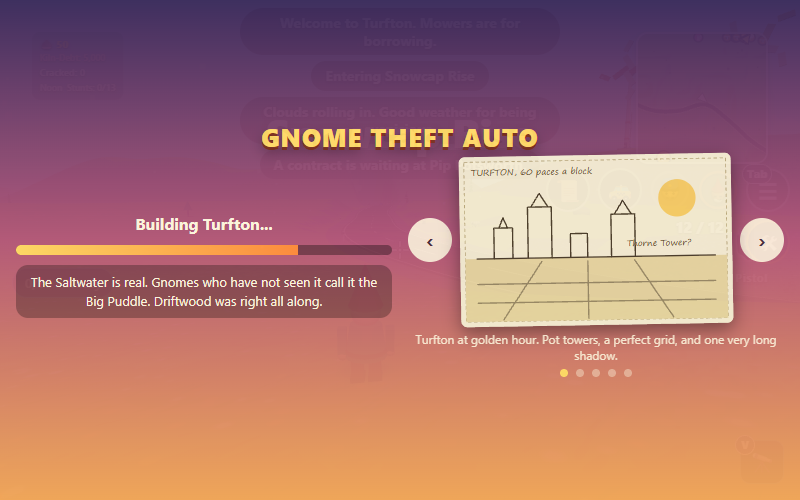 Welcome to Turfton. Mowers are for
borrowing.
Entering Snowcap Rise
Clouds rolling in. Good weather for being
GNOME THEFT AUTO
A contract is waiting at Pip
TURFTON, 60 paces a block
Thorne Tower?
Tab
Building Turfton...
‹
›
The Saltwater is real. Gnomes who have not seen it call it the
Big Puddle. Driftwood was right all along.
Turfton at golden hour. Pot towers, a perfect grid, and one very long
shadow.